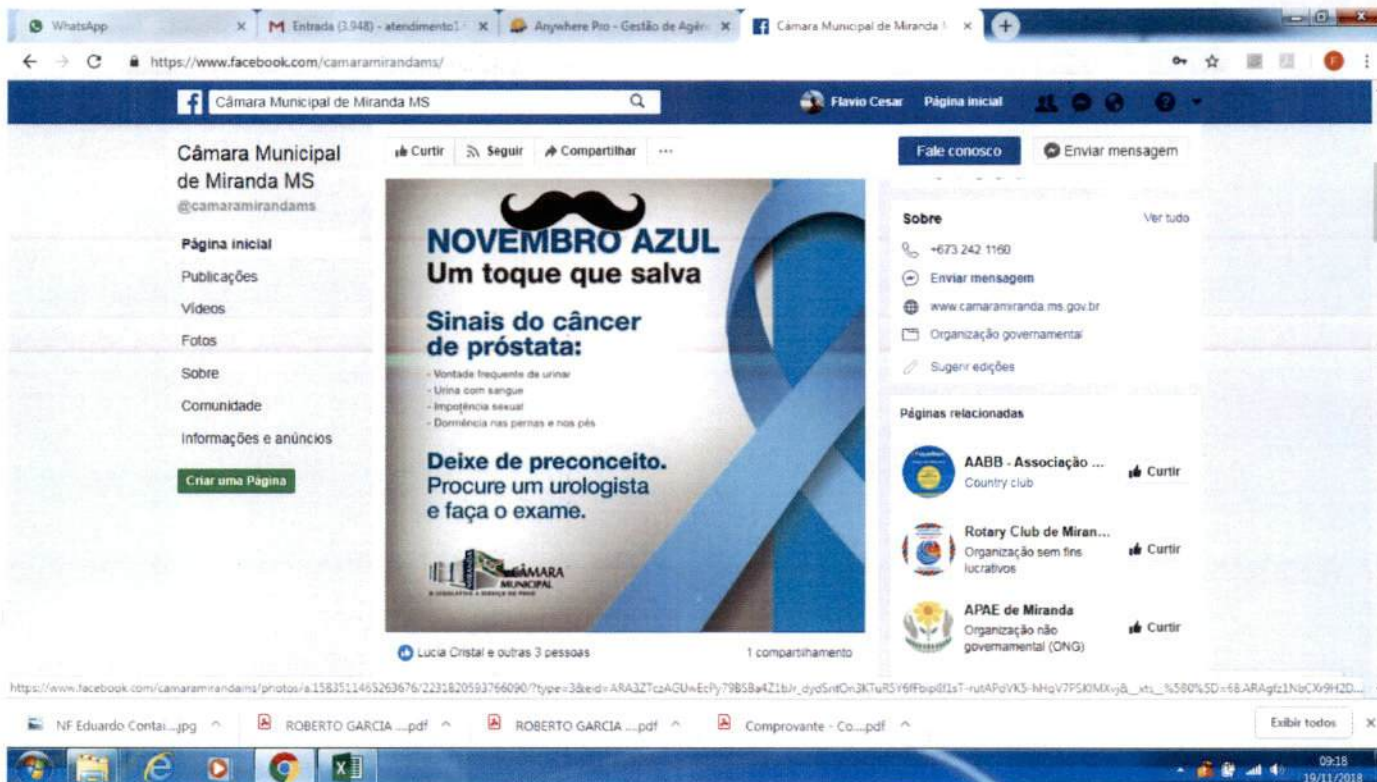 WhatsApp
Entrada (3.948) - atendimento1
Anywhere Pro - Gestão de Agên
Câmara Municipal de Miranda
https://www.facebook.com/camaramirandams/
F
Câmara Municipal de Miranda MS
Flavio Cesar
Página inicial
Câmara Municipal
de Miranda MS
@camaramirandams
Página inicial
Publicações
Vídeos
Fotos
Sobre
Comunidade
Informações e anúncios
Criar uma Página
Curtir
Seguir
Compartilhar
...
NOVEMBRO AZUL
Um toque que salva
Sinais do câncer
de próstata:
- Vontade frequente de urinar
- Urina com sangue
- Impotência sexual
- Dormência nas pernas e nos pés
Deixe de preconceito.
Procure um urologista
e faça o exame.
MIRANDA
CÂMARA
MUNICIPAL
O LEGISLATIVO A SERVIÇO DO POVO
Lucia Cristal e outras 3 pessoas
1 compartilhamento
Fale conosco
Enviar mensagem
Sobre
Ver tudo
+673 242 1160
Enviar mensagem
www.camaramiranda.ms.gov.br
Organização governamental
Sugerir edições
Páginas relacionadas
AABB - Associação ...
Country club
Curtir
Rotary Club de Miran...
Organização sem fins
lucrativos
Curtir
APAE de Miranda
Organização não
governamental (ONG)
Curtir
NF Eduardo Contai....jpg
ROBERTO GARCIA ....pdf
ROBERTO GARCIA ....pdf
Comprovante - Co....pdf
Exibir todos
09:18
19/11/2018